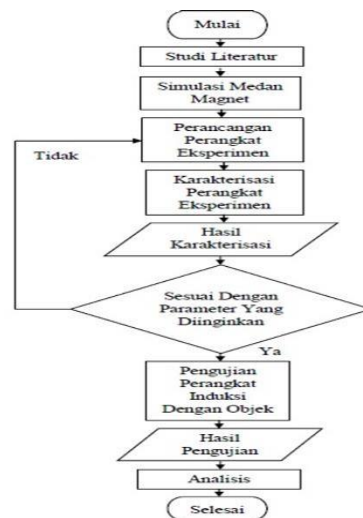 Mulai
Studi Literatur
Simulasi Medan
Magnet
Perancangan
Perangkat
Eksperimen
Tidak
Karakterisasi
Perangkat
Eksperimen
Hasil
Karakterisasi
Sesuai Dengan
Parameter Yang
Diinginkan
Ya
Pengujian
Perangkat
Induksi
Dengan Objek
Hasil
Pengujian
Analisis
Selesai